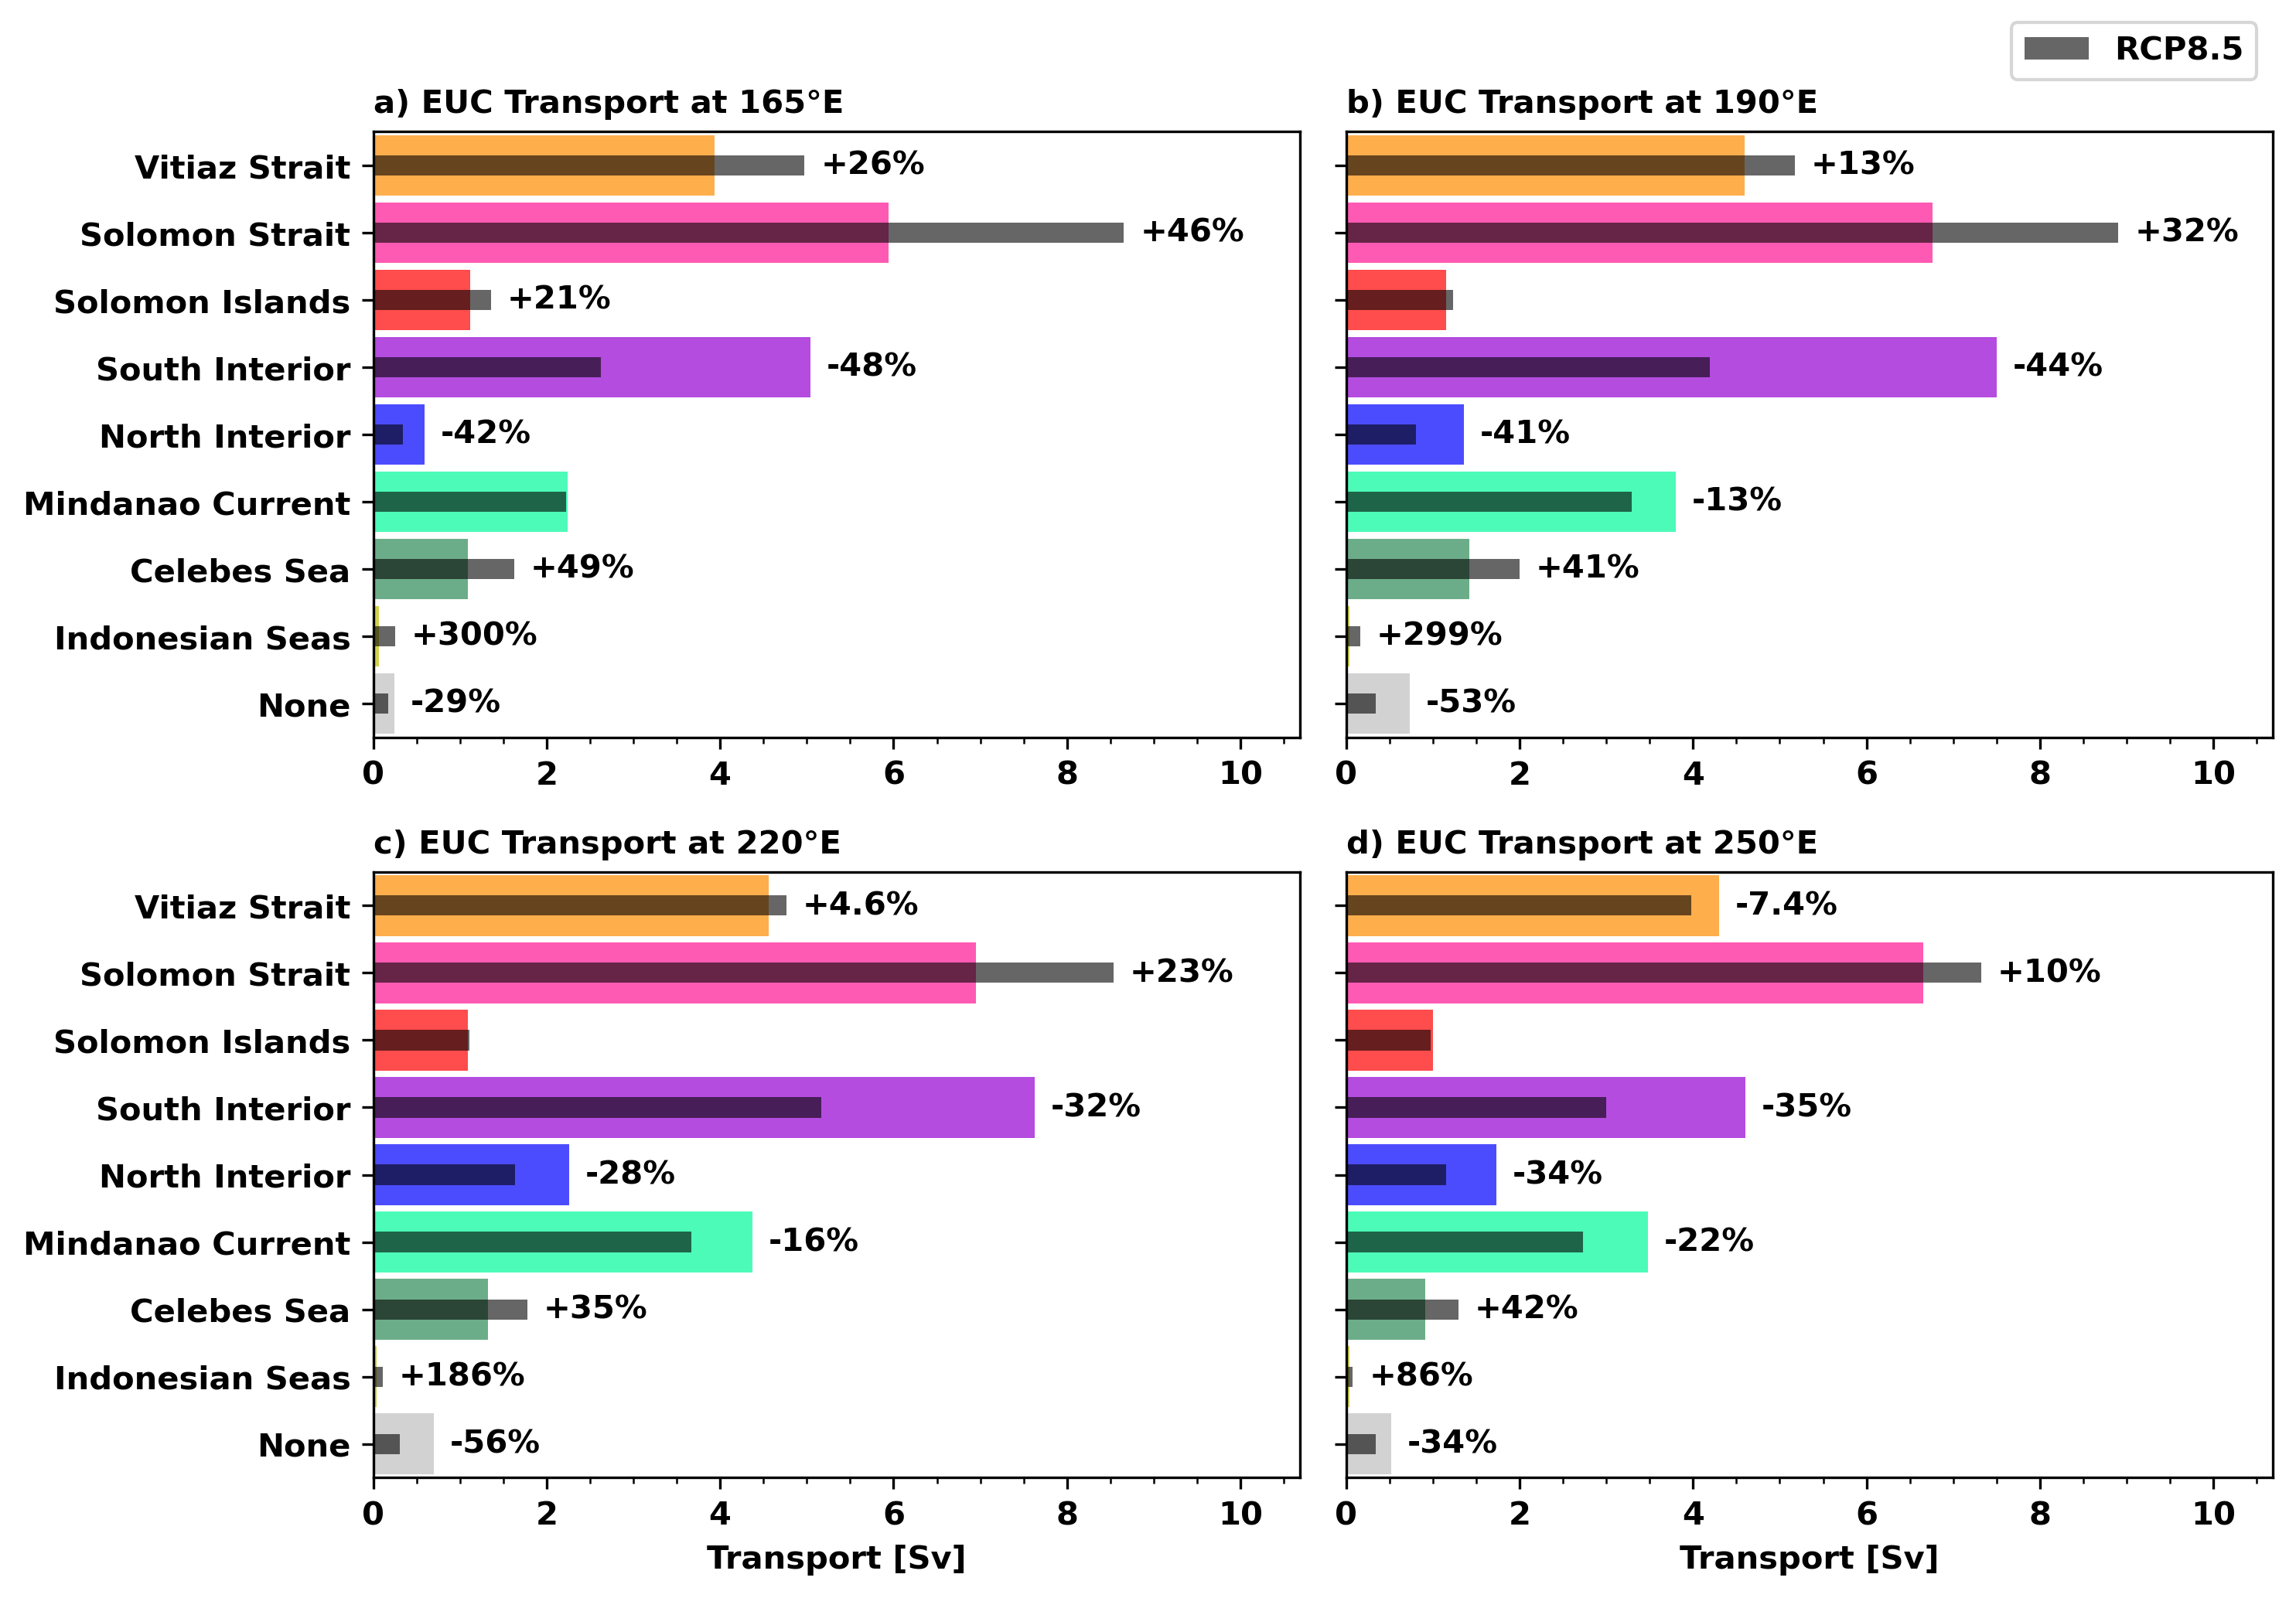 RCP8.5
a) EUC Transport at 165°E
Vitiaz Strait
+26%
Solomon Strait
+46%
Solomon Islands
+21%
South Interior
-48%
North Interior
-42%
Mindanao Current
Celebes Sea
+49%
Indonesian Seas
+300%
None
-29%
0 2 4 6 8 10
b) EUC Transport at 190°E
+13%
+32%
-44%
-41%
-13%
+41%
+299%
-53%
0 2 4 6 8 10
c) EUC Transport at 220°E
Vitiaz Strait
+4.6%
Solomon Strait
+23%
Solomon Islands
South Interior
-32%
North Interior
-28%
Mindanao Current
-16%
Celebes Sea
+35%
Indonesian Seas
+186%
None
-56%
0 2 4 6 8 10
Transport [Sv]
d) EUC Transport at 250°E
-7.4%
+10%
-35%
-34%
-22%
+42%
+86%
-34%
0 2 4 6 8 10
Transport [Sv]